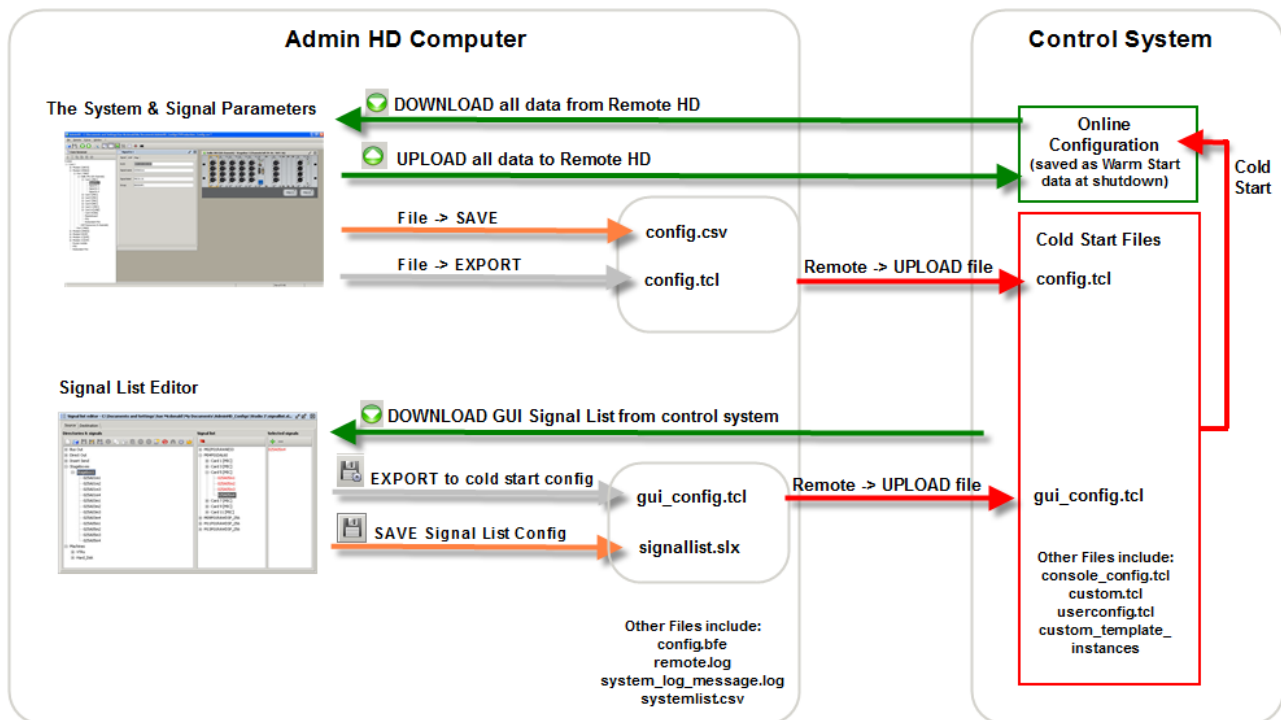 Admin HD Computer
Control System
The System & Signal Parameters
DOWNLOAD all data from Remote HD
UPLOAD all data to Remote HD
File -> SAVE
config.csv
File -> EXPORT
config.tcl
Remote -> UPLOAD file
Online
Configuration
(saved as Warm Start
data at shutdown)
Cold
Start
Cold Start Files
config.tcl
Signal List Editor
DOWNLOAD GUI Signal List from control system
EXPORT to cold start config
gui_config.tcl
Remote -> UPLOAD file
gui_config.tcl
SAVE Signal List Config
signallist.slx
Other Files include:
config.bfe
remote.log
system_log_message.log
systemlist.csv
Other Files include:
console_config.tcl
custom.tcl
userconfig.tcl
custom_template_
instances